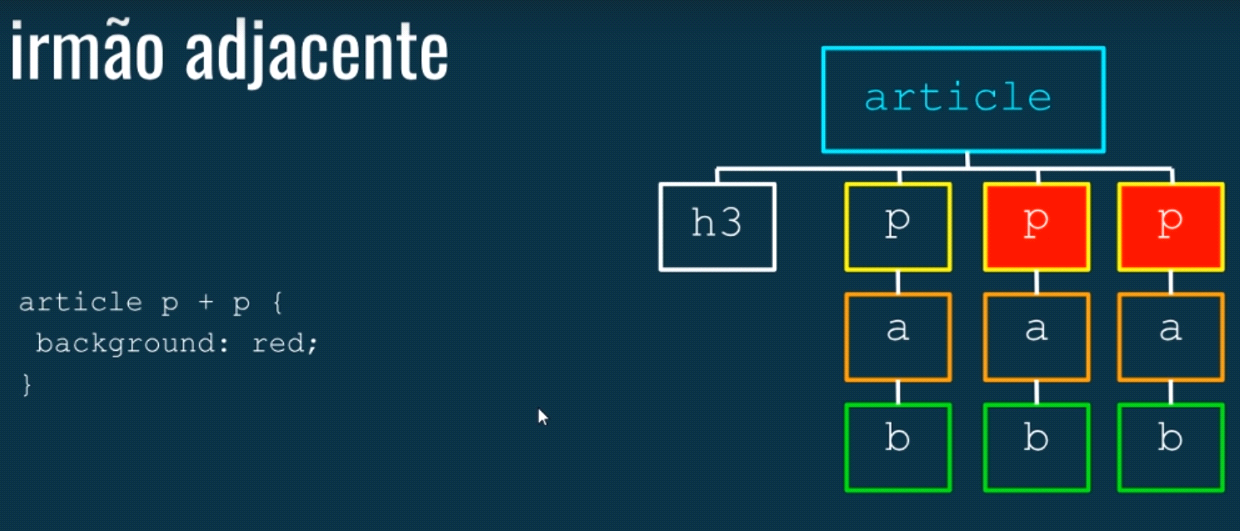 irmão adjacente
article
h3 p p p
article p + p {
a a a
background: red;
}
b b b